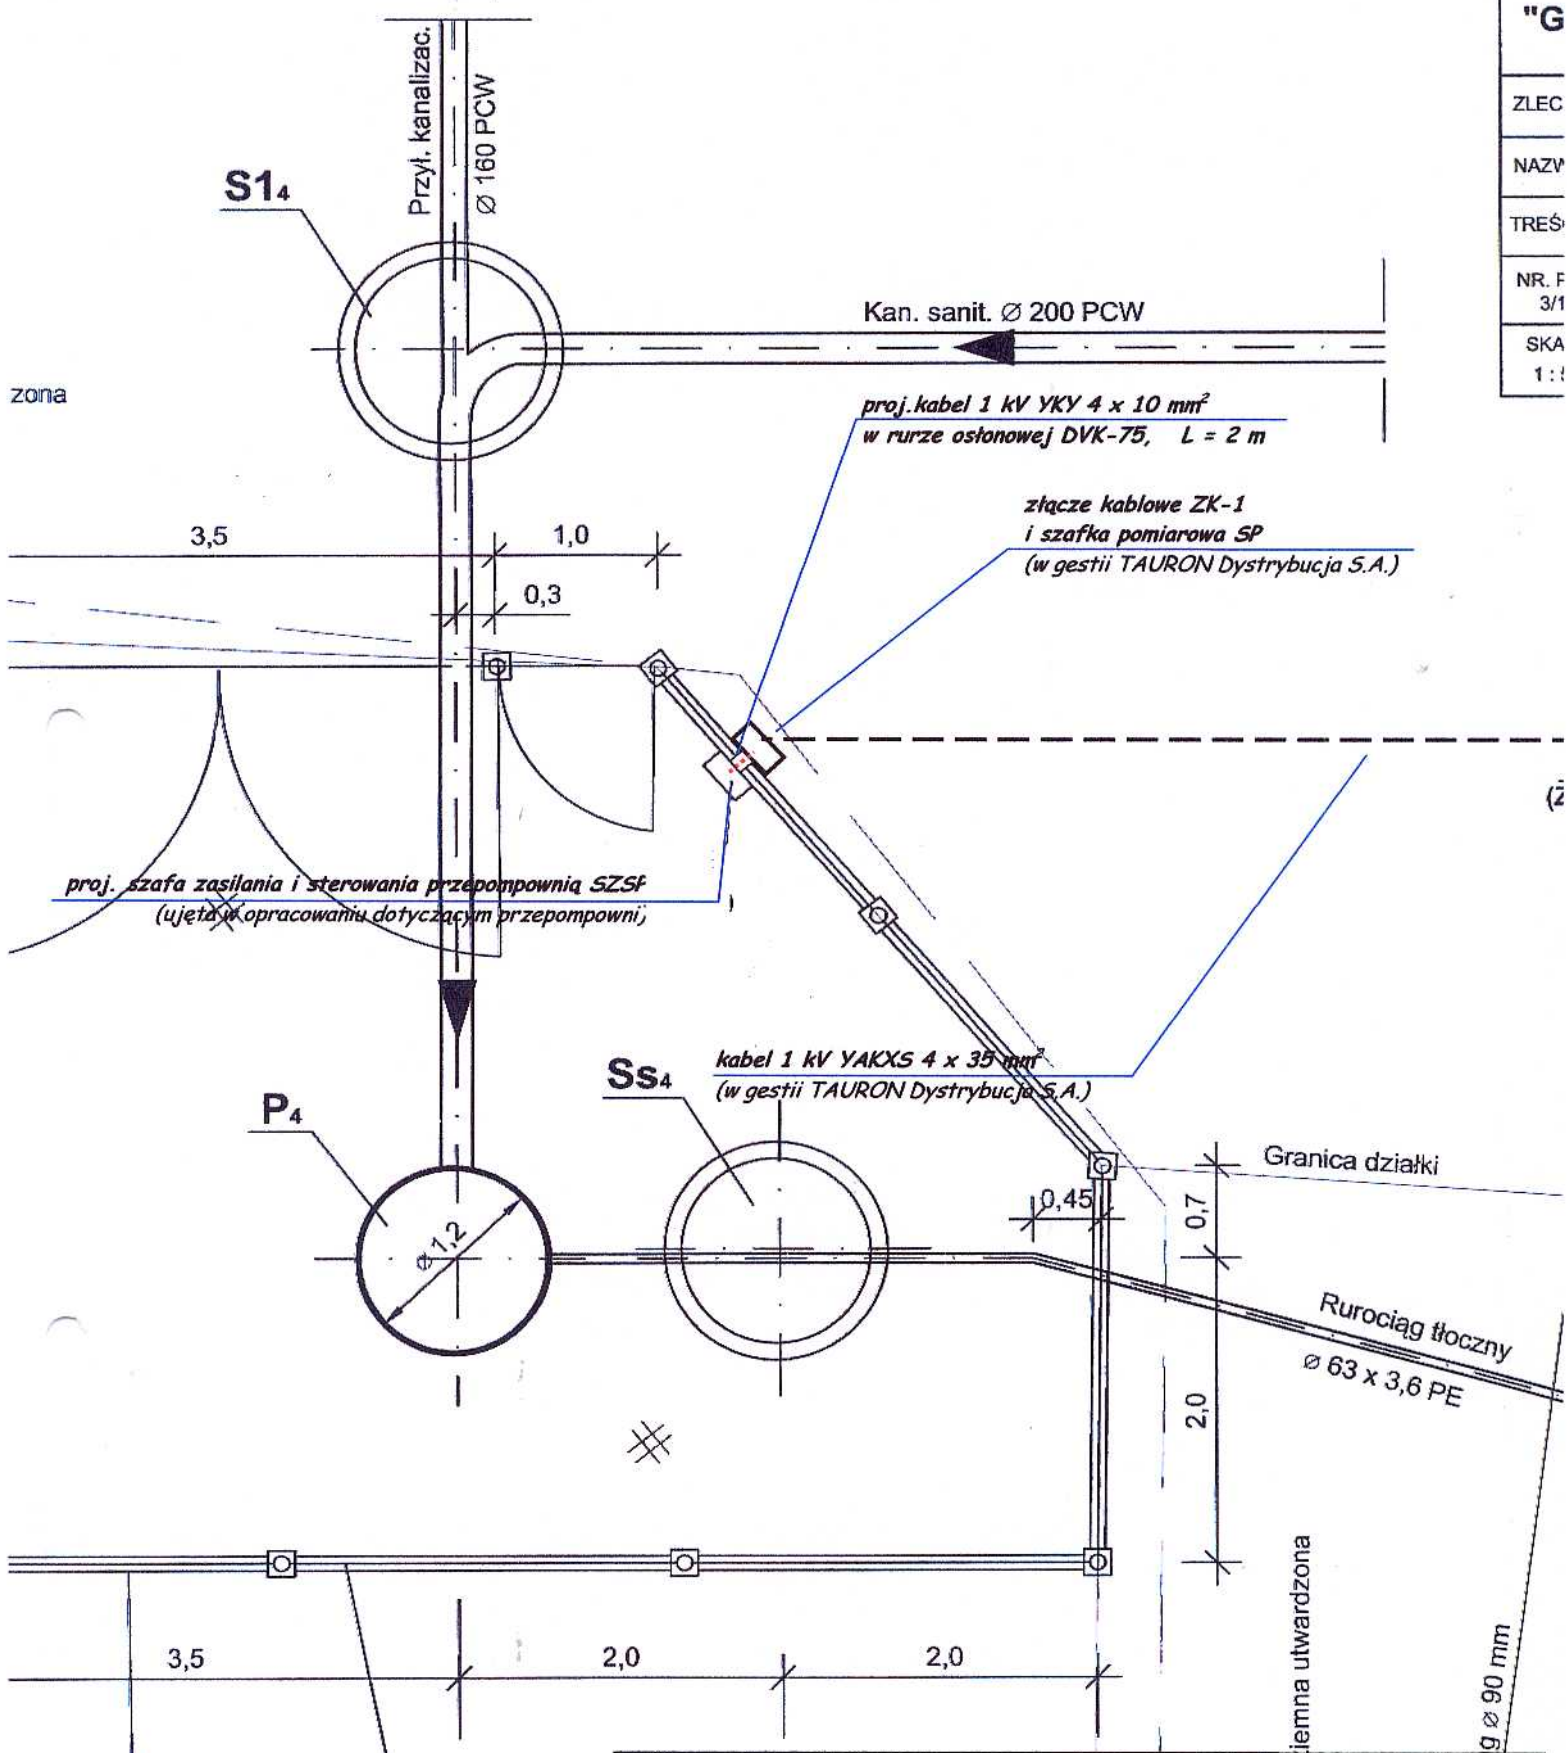 "G
ZLEC
NAZW
TREŚ
NR. P
3/1
SKA
1 :
Przył. kanalizac.
Ø 160 PCW
S1₄
Kan. sanit. Ø 200 PCW
zona
proj.kabel 1 kV YKY 4 x 10 mm²
w rurze osłonowej DVK-75, L = 2 m
złącze kablowe ZK-1
i szafka pomiarowa SP
(w gestii TAURON Dystrybucja S.A.)
3,5
1,0
0,3
(Ż
proj. szafa zasilania i sterowania przepompownią SZSP
(ujęta w opracowaniu dotyczącym przepompowni)
Ss₄
kabel 1 kV YAKXS 4 x 35 mm²
(w gestii TAURON Dystrybucja S.A.)
P₄
Granica działki
0,45
0,7
ø 1,2
Rurociąg tłoczny
ø 63 x 3,6 PE
2,0
3,5
2,0
2,0
iemna utwardzona
g ø 90 mm